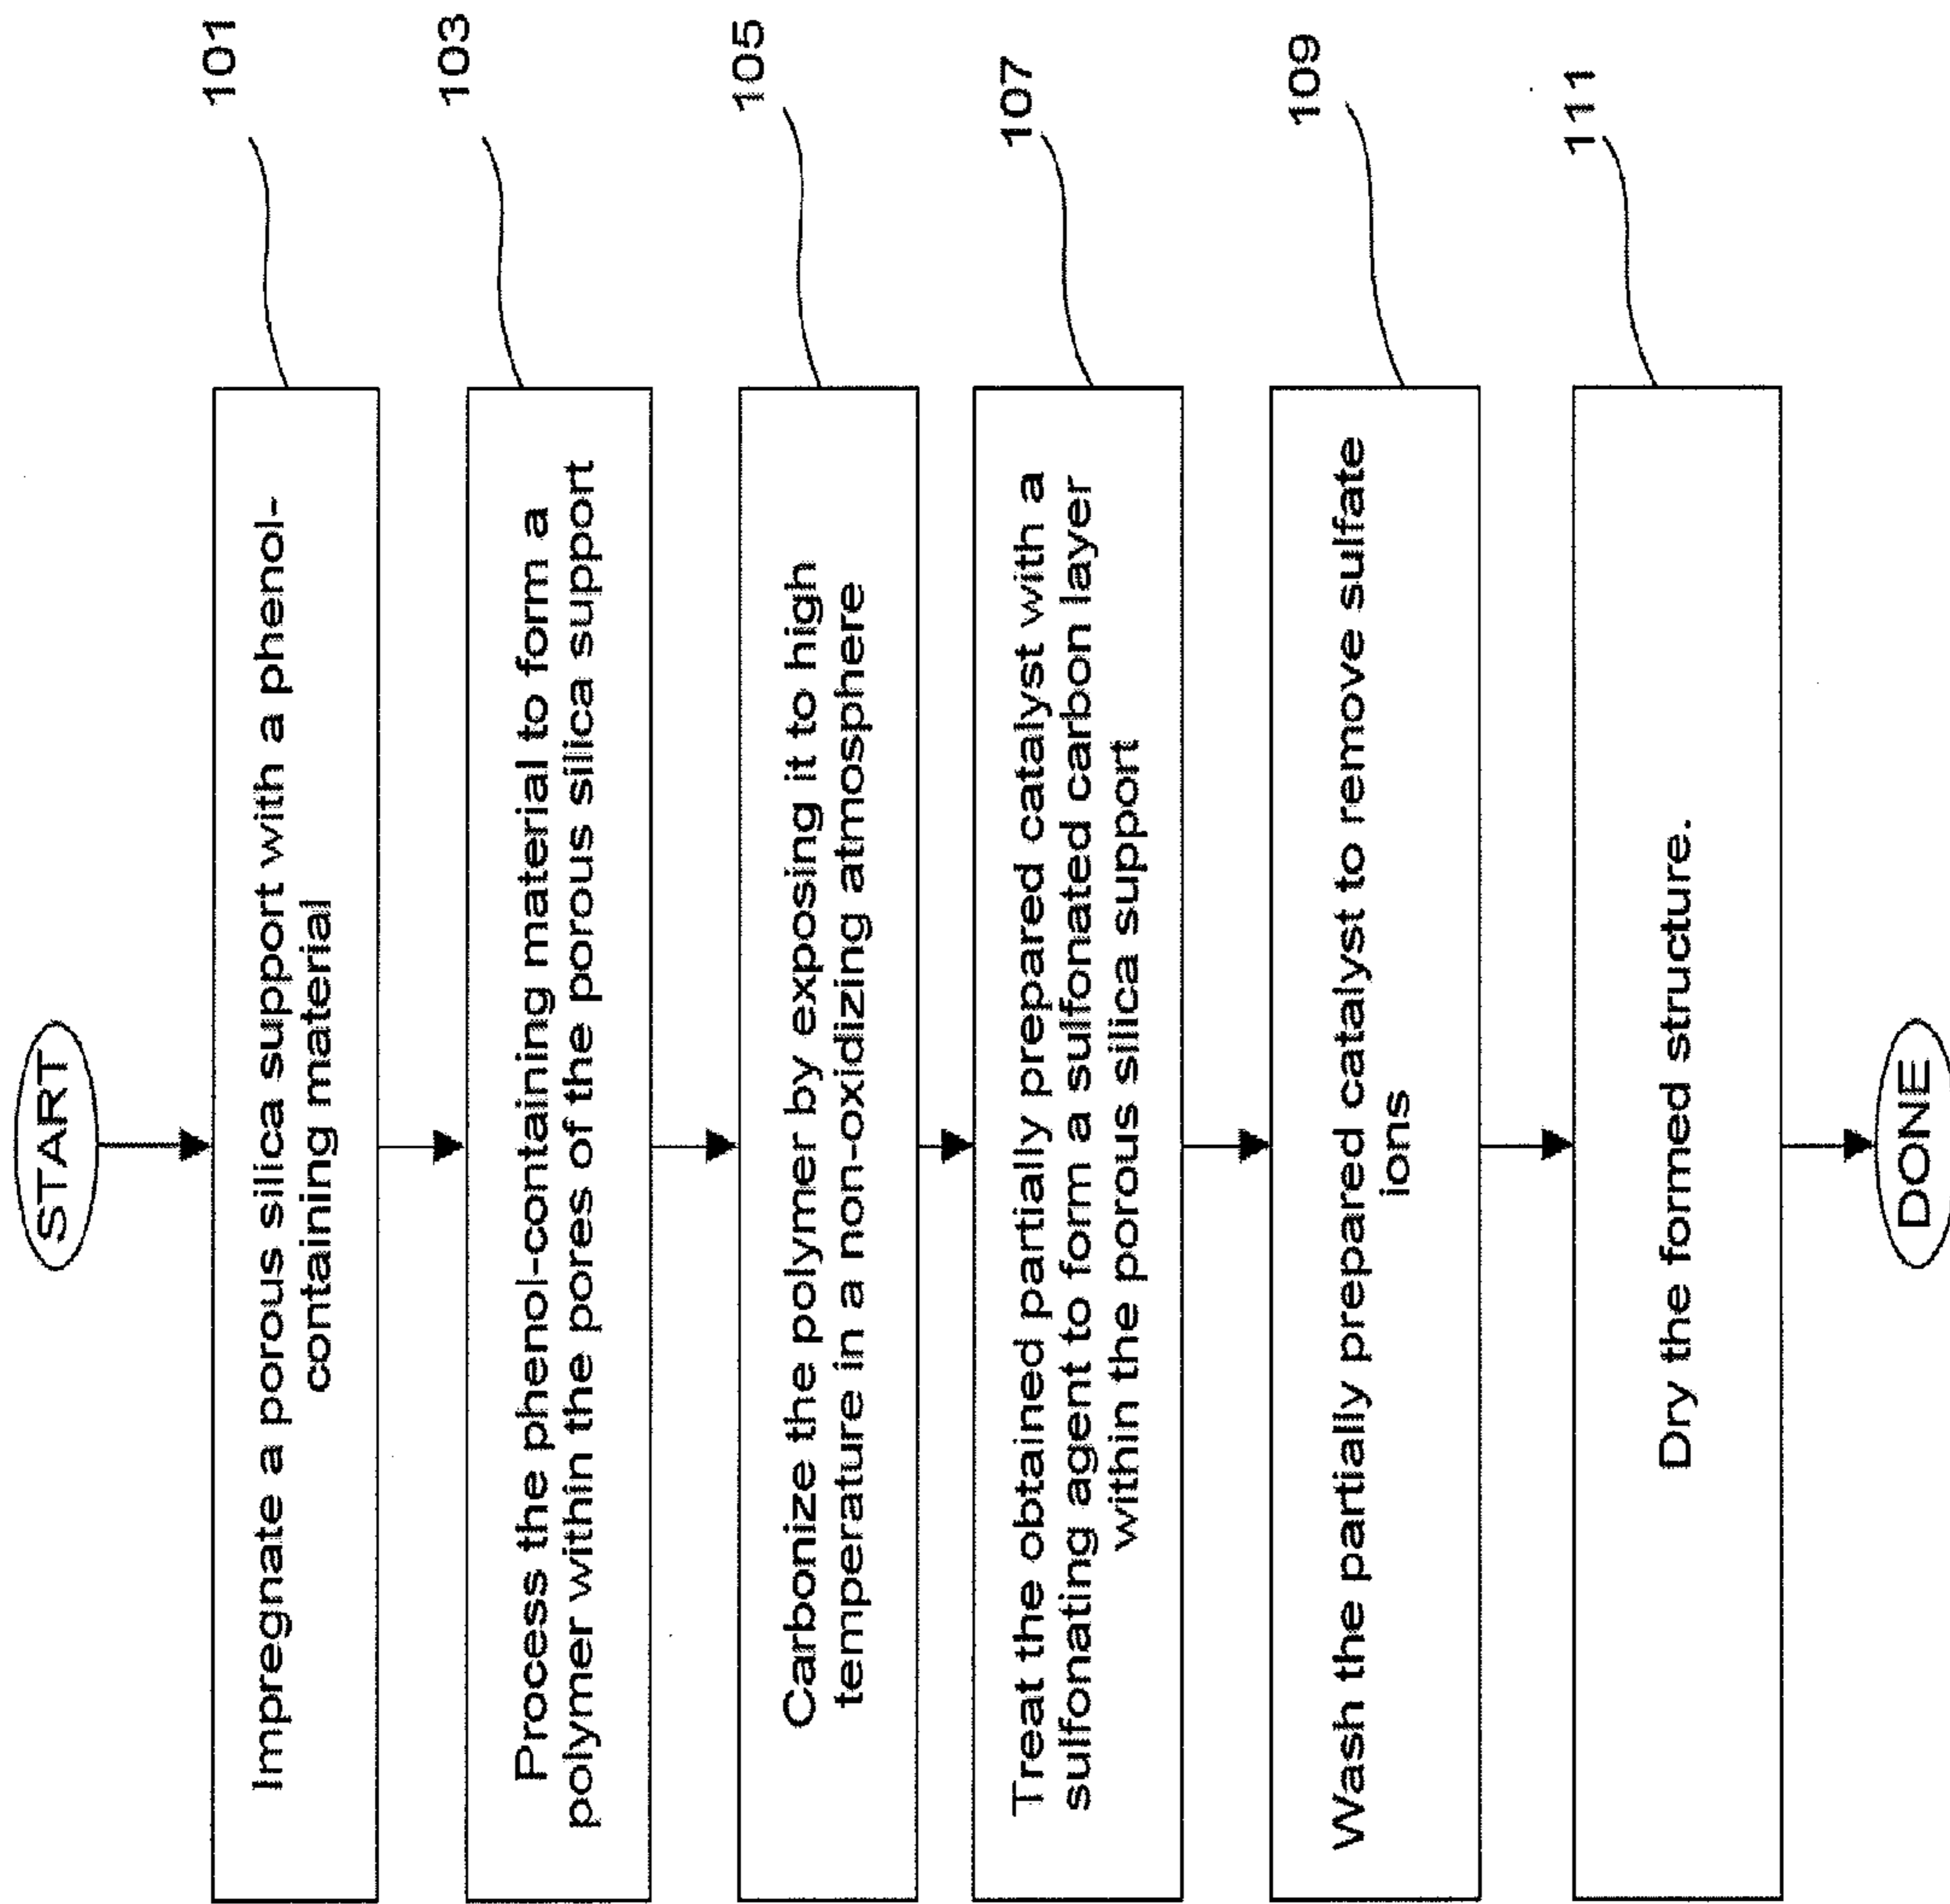 START
Impregnate a porous silica support with a phenol-
containing material
101
Process the phenol-containing material to form a
polymer within the pores of the porous silica support
103
Carbonize the polymer by exposing it to high
temperature in a non-oxidizing atmosphere
105
Treat the obtained partially prepared catalyst with a
sulfonating agent to form a sulfonated carbon layer
within the porous silica support
107
Wash the partially prepared catalyst to remove sulfate
ions
109
Dry the formed structure.
111
DONE